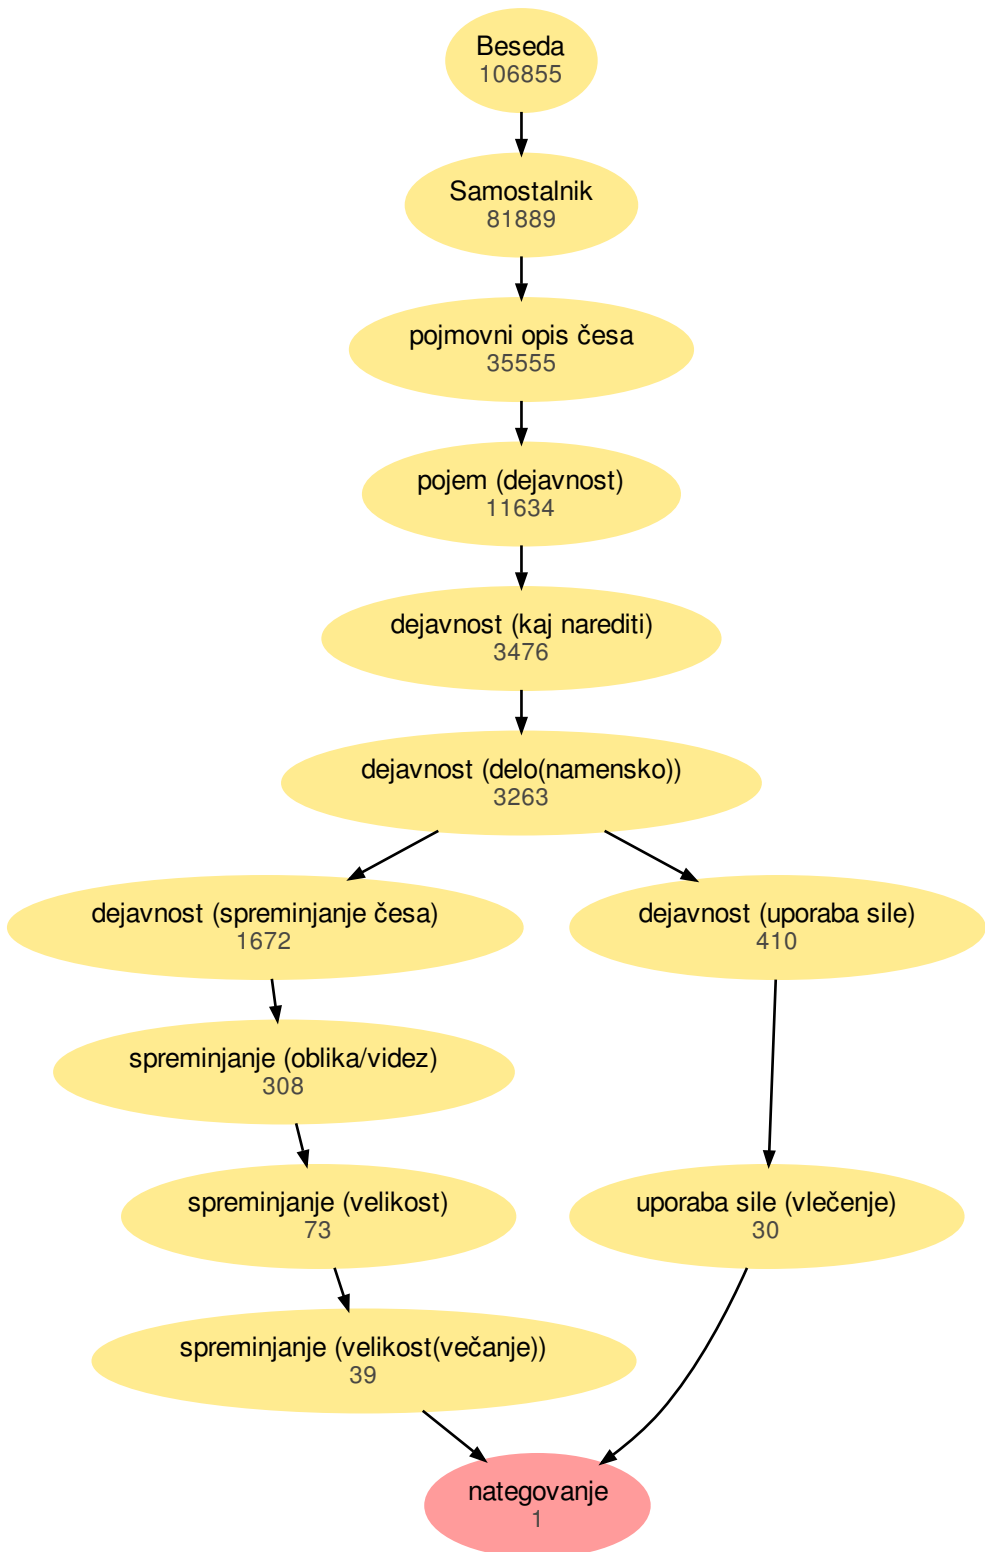 Beseda
106855
Samostalnik
81889
pojmovni opis česa
35555
pojem (dejavnost)
11634
dejavnost (kaj narediti)
3476
dejavnost (delo(namensko))
3263
dejavnost (spreminjanje česa)
1672
dejavnost (uporaba sile)
410
spreminjanje (oblika/videz)
308
spreminjanje (velikost)
73
uporaba sile (vlečenje)
30
spreminjanje (velikost(večanje))
39
nategovanje
1